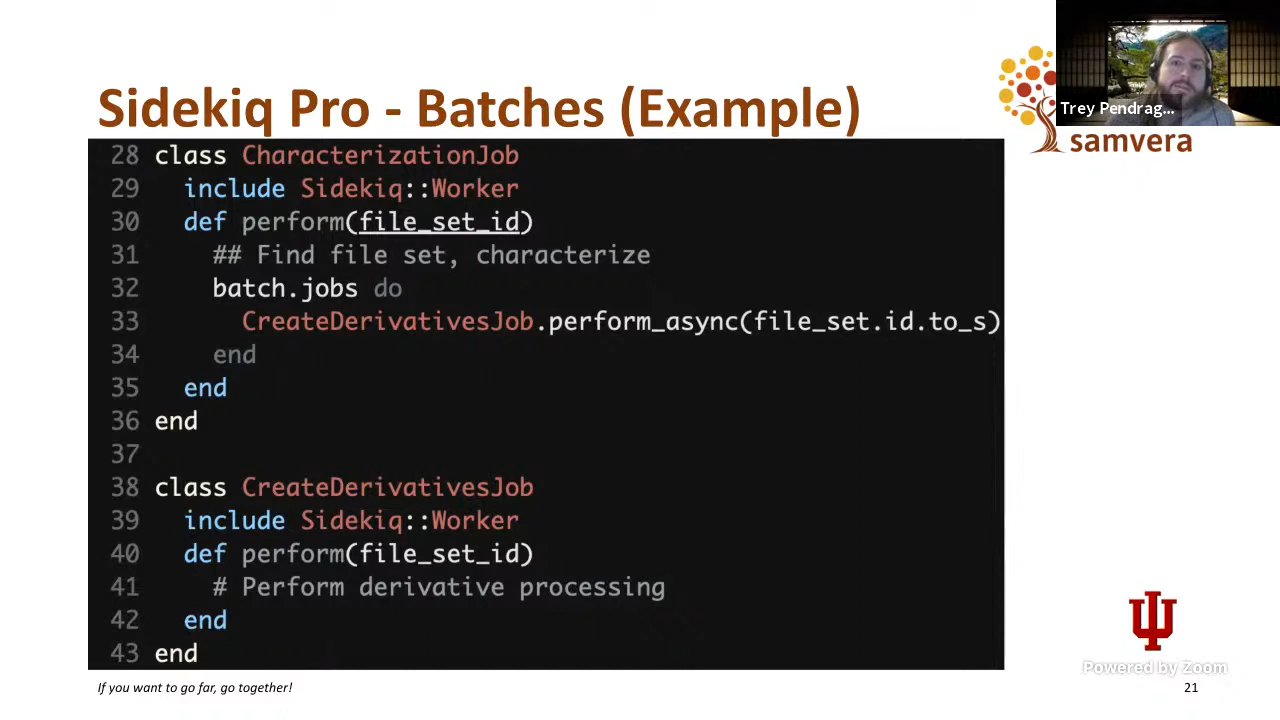 Sidekiq Pro - Batches (Example)
Trey Pendrag...
samvera
28 class CharacterizationJob
29   include Sidekiq::Worker
30   def perform(file_set_id)
31     ## Find file set, characterize
32     batch.jobs do
33       CreateDerivativesJob.perform_async(file_set.id.to_s)
34     end
35   end
36 end
37
38 class CreateDerivativesJob
39   include Sidekiq::Worker
40   def perform(file_set_id)
41     # Perform derivative processing
42   end
43 end
Powered by Zoom
If you want to go far, go together!
21